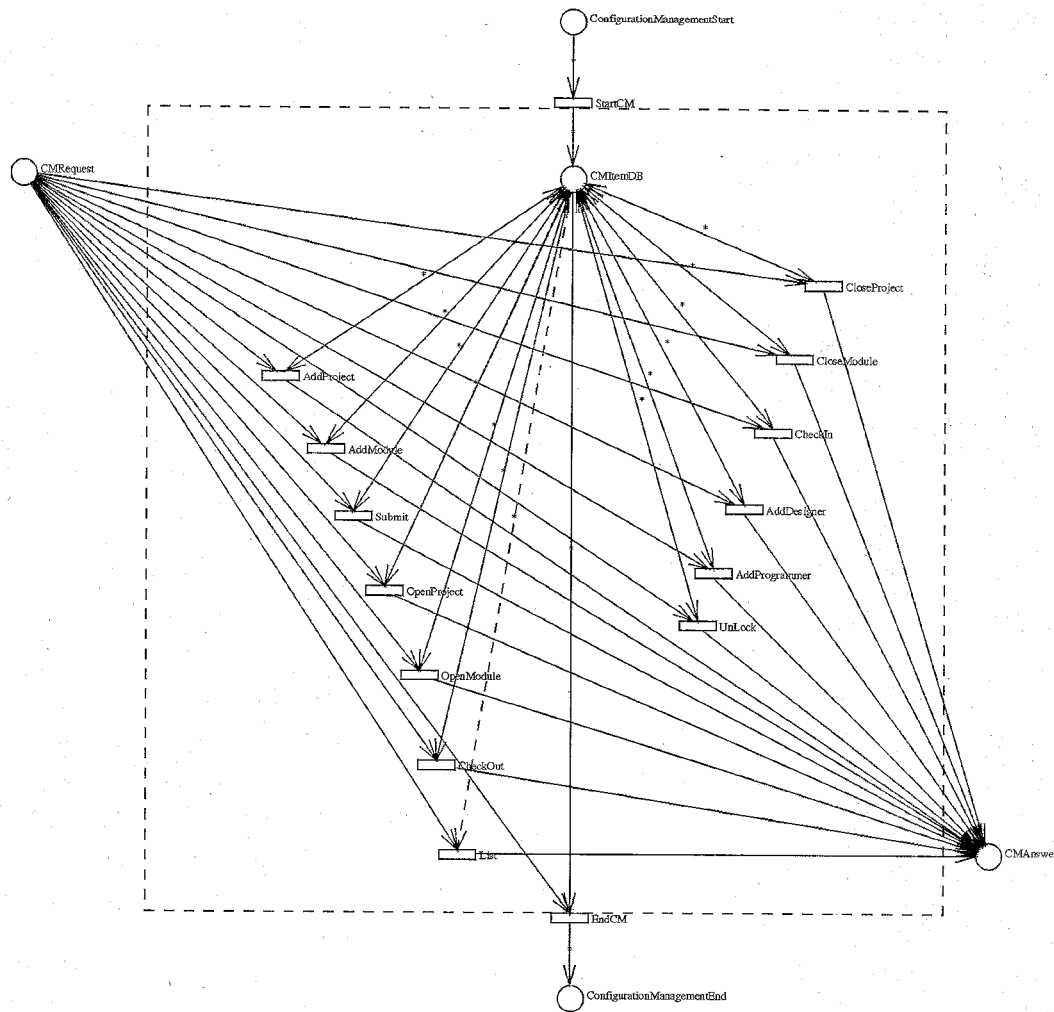 ConfigurationManagementStart
StartCM
CMRequest
CMItemDB
*
*
*
CloseProject
*
*
*
*
CloseModule
AddProject
*
*
*
*
CheckIn
AddModule
AddDesigner
Submit
AddProgrammer
OpenProject
UnLock
OpenModule
CheckOut
List
CMAnswe
EndCM
ConfigurationManagementEnd